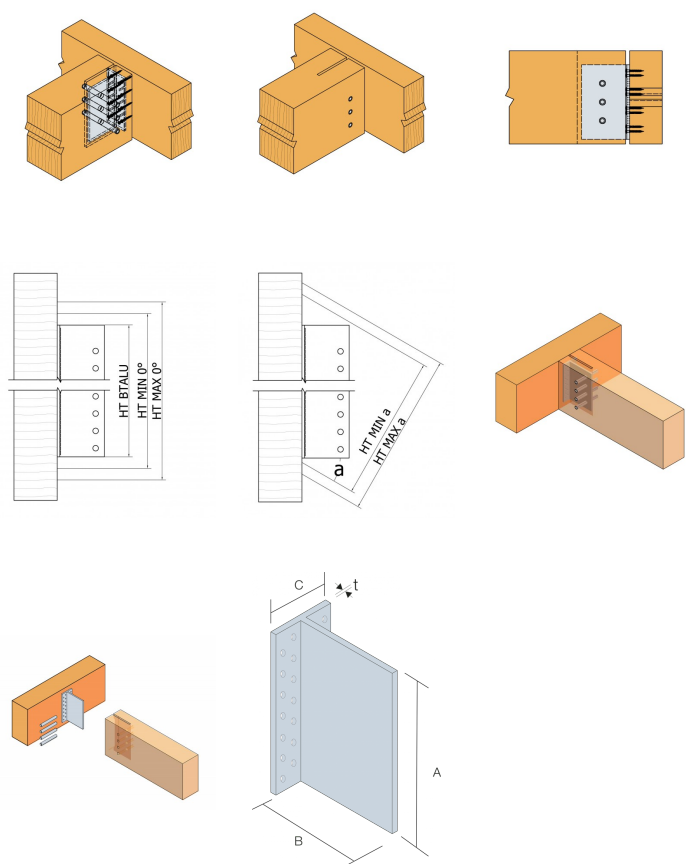 HT BTALU
HT MIN 0°
HT MAX 0°
HT MIN a
HT MAX a
a
C
t
A
B